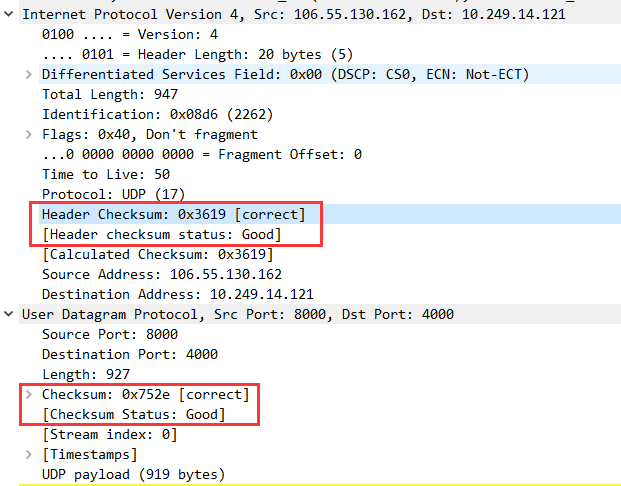 Internet Protocol Version 4, Src: 106.55.130.162, Dst: 10.249.14.121
0100 .... = Version: 4
.... 0101 = Header Length: 20 bytes (5)
Differentiated Services Field: 0x00 (DSCP: CS0, ECN: Not-ECT)
Total Length: 947
Identification: 0x08d6 (2262)
Flags: 0x40, Don't fragment
...0 0000 0000 0000 = Fragment Offset: 0
Time to Live: 50
Protocol: UDP (17)
Header Checksum: 0x3619 [correct]
[Header checksum status: Good]
[Calculated Checksum: 0x3619]
Source Address: 106.55.130.162
Destination Address: 10.249.14.121
User Datagram Protocol, Src Port: 8000, Dst Port: 4000
Source Port: 8000
Destination Port: 4000
Length: 927
Checksum: 0x752e [correct]
[Checksum Status: Good]
[Stream index: 0]
[Timestamps]
UDP payload (919 bytes)